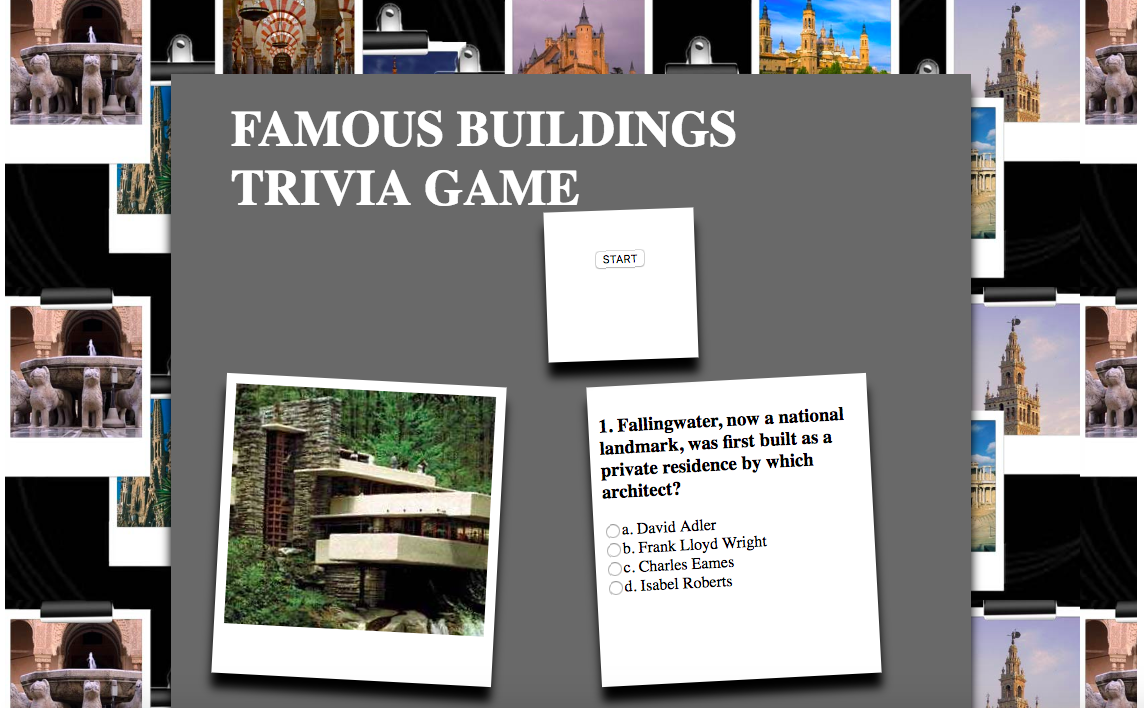 FAMOUS BUILDINGS
TRIVIA GAME
START
1. Fallingwater, now a national
landmark, was first built as a
private residence by which
architect?
a. David Adler
b. Frank Lloyd Wright
c. Charles Eames
d. Isabel Roberts